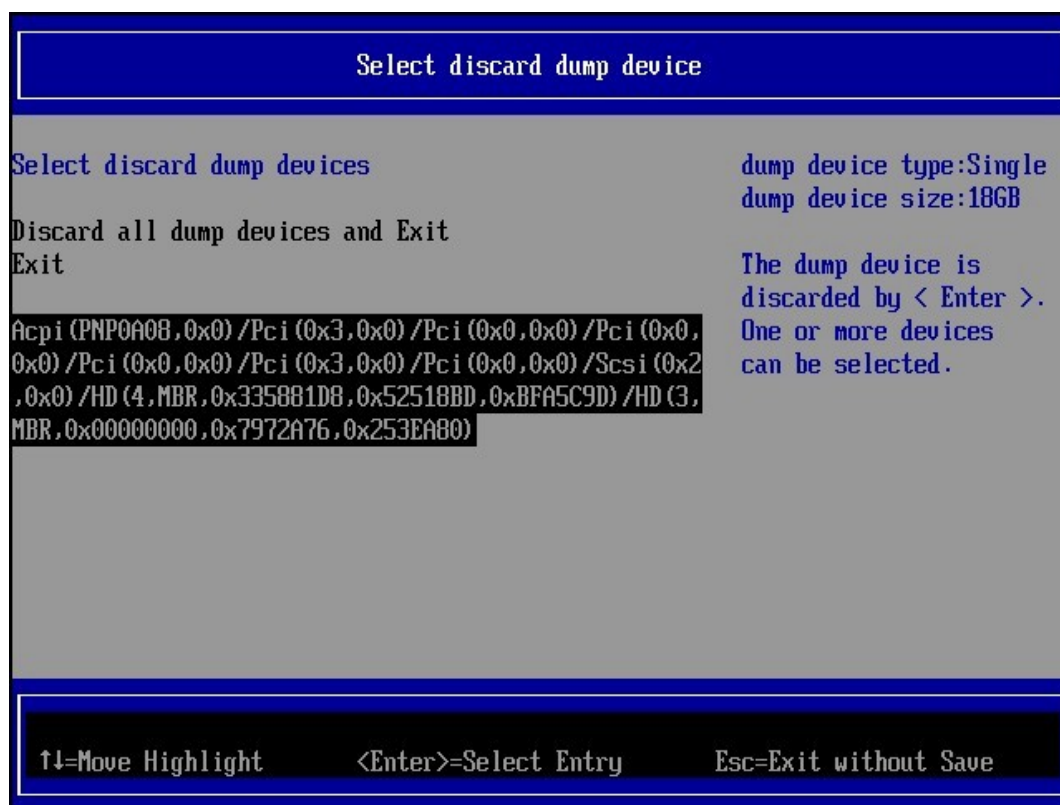 Select discard dump device
Select discard dump devices
Discard all dump devices and Exit
Exit
Acpi(PNP0A08,0x0)/Pci(0x3,0x0)/Pci(0x0,0x0)/Pci(0x0,
0x0)/Pci(0x0,0x0)/Pci(0x3,0x0)/Pci(0x0,0x0)/Scsi(0x2
,0x0)/HD(4,MBR,0x335881D8,0x52518BD,0xBFA5C9D)/HD(3,
MBR,0x00000000,0x7972A76,0x253EA80)
dump device type:Single
dump device size:18GB
The dump device is
discarded by < Enter >.
One or more devices
can be selected.
↑↓=Move Highlight <Enter>=Select Entry Esc=Exit without Save